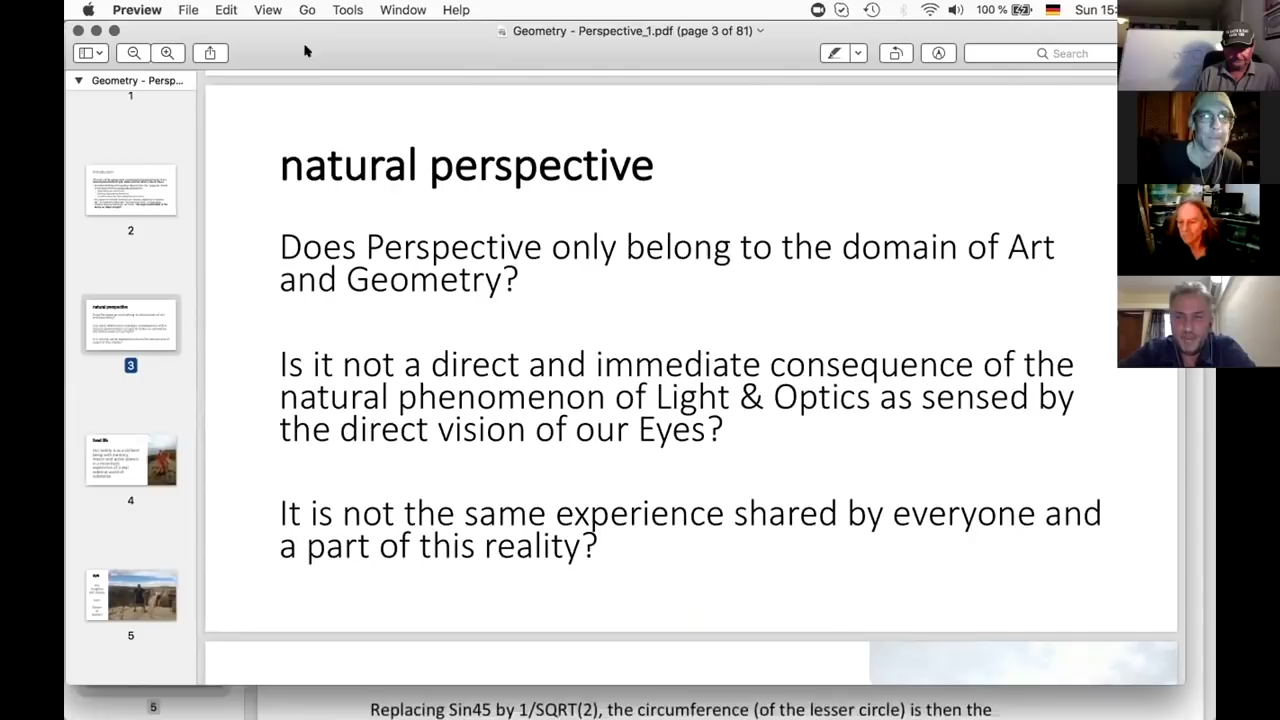 Preview File Edit View Go Tools Window Help 100 % Sun 15:
Geometry - Perspective_1.pdf (page 3 of 81)
Search
Geometry - Persp...
1
2
natural perspective
3
4
5
natural perspective
Does Perspective only belong to the domain of Art
and Geometry?
Is it not a direct and immediate consequence of the
natural phenomenon of Light & Optics as sensed by
the direct vision of our Eyes?
It is not the same experience shared by everyone and
a part of this reality?
5
Replacing Sin45 by 1/SQRT(2), the circumference (of the lesser circle) is then the